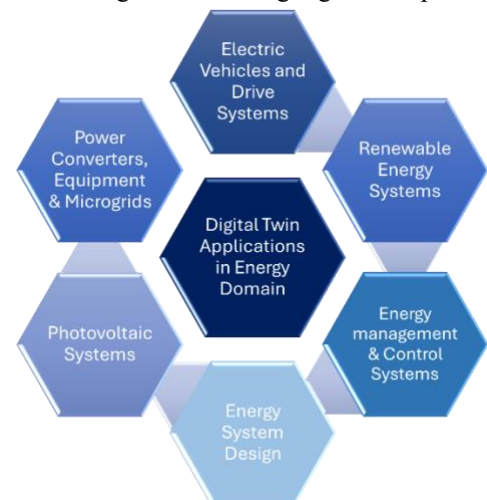 Electric
Vehicles and
Drive
Systems
Power
Converters,
Equipment
& Microgrids
Renewable
Energy
Systems
Digital Twin
Applications
in Energy
Domain
Photovoltaic
Systems
Energy
management
& Control
Systems
Energy
System
Design